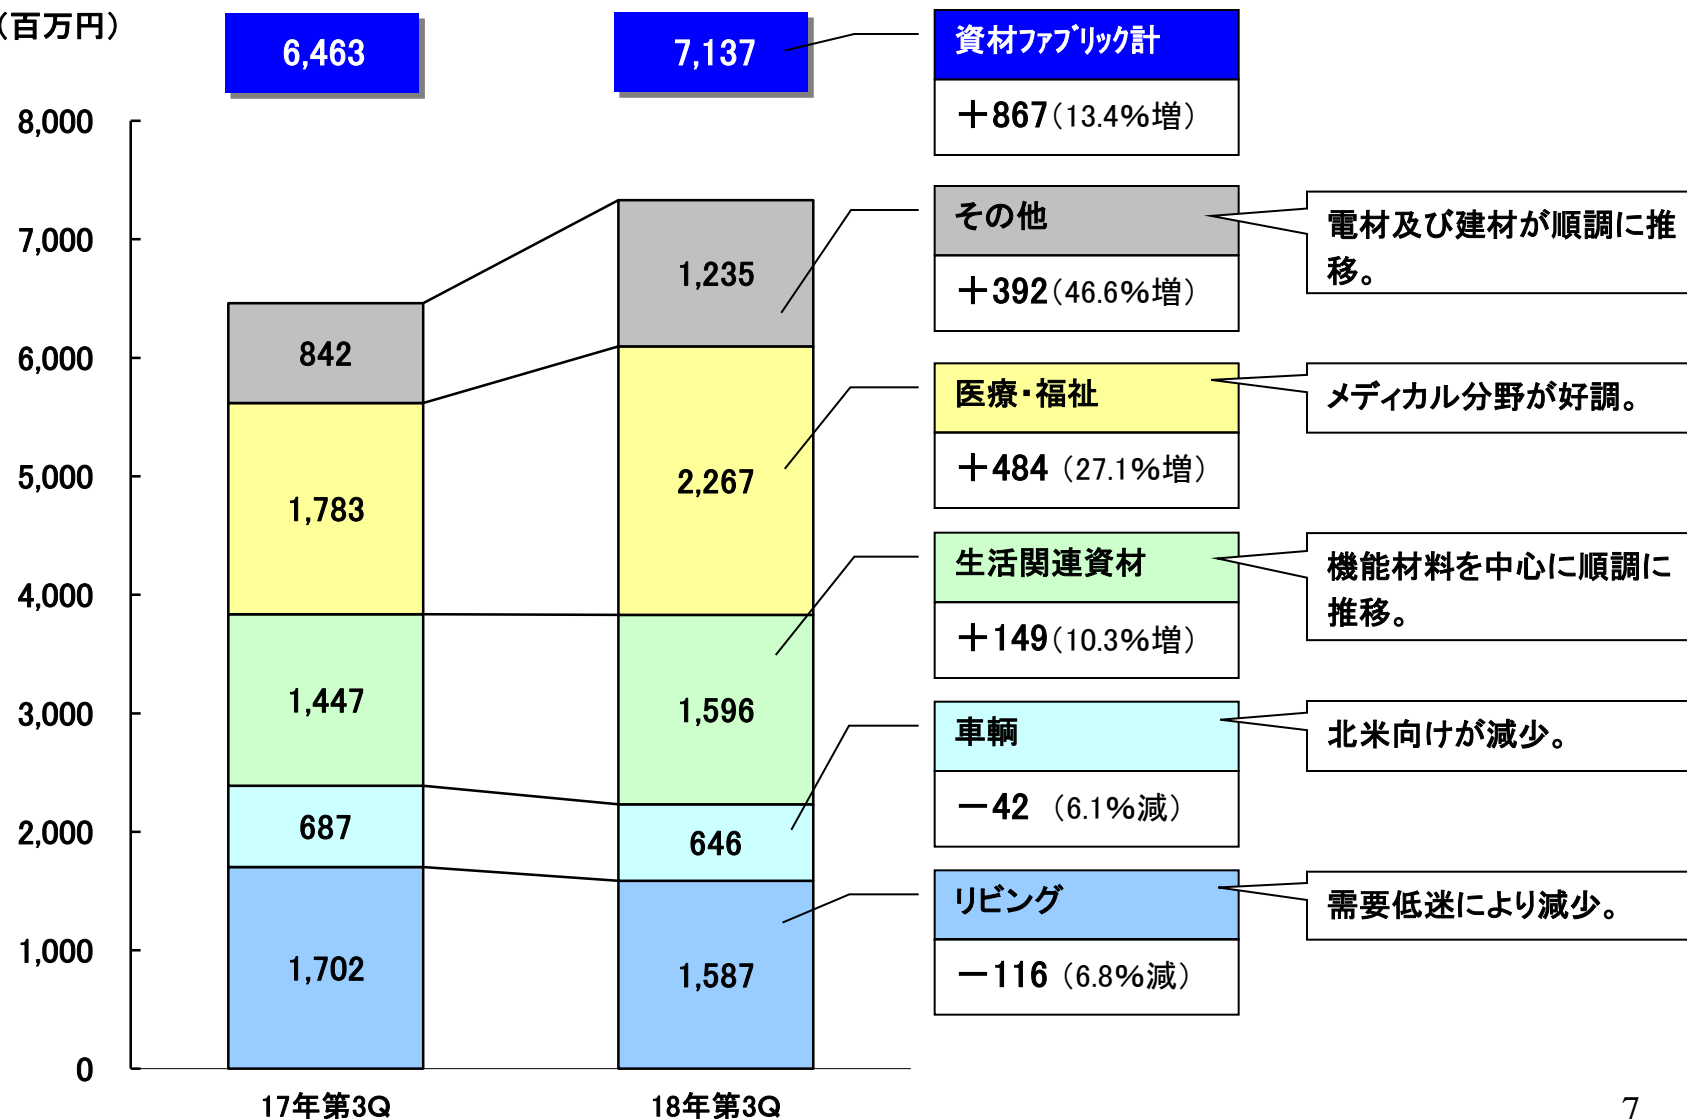 (百万円)
6,463
7,137
資材ファブリック計
＋867(13.4%増)
8,000
7,000
6,000
5,000
4,000
3,000
2,000
1,000
0
842
1,783
1,447
687
1,702
1,235
2,267
1,596
646
1,587
17年第3Q
18年第3Q
その他
＋392(46.6%増)
電材及び建材が順調に推
移。
医療・福祉
＋484 (27.1%増)
メディカル分野が好調。
生活関連資材
＋149(10.3%増)
機能材料を中心に順調に
推移。
車輌
－42 (6.1%減)
北米向けが減少。
リビング
－116 (6.8%減)
需要低迷により減少。
7